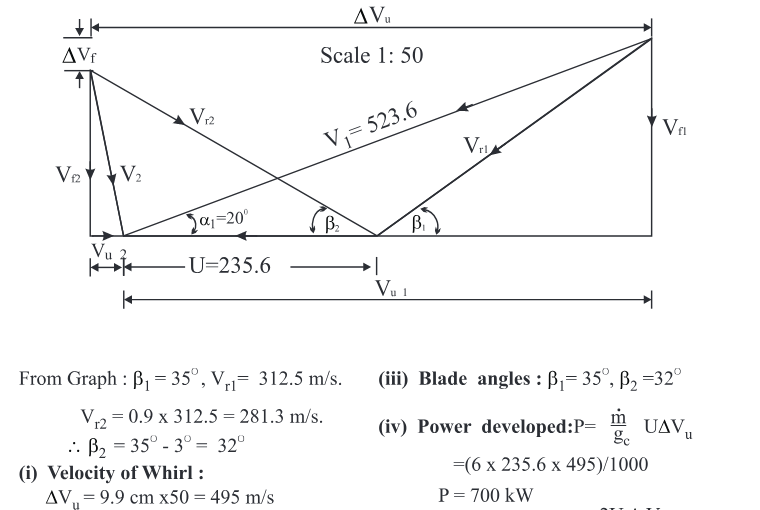 ΔVu
ΔVf
Scale 1: 50
Vr2
V1= 523.6
Vr1
Vf1
Vf2
V2
α1=20°
β2
β1
Vu 2
U=235.6
Vu 1
From Graph : β1 = 35°, Vr1= 312.5 m/s.
Vr2 = 0.9 x 312.5 = 281.3 m/s.
∴ β2 = 35° - 3° = 32°
(i) Velocity of Whirl :
ΔVu = 9.9 cm x50 = 495 m/s
(iii) Blade angles : β1= 35°, β2 =32°
(iv) Power developed:P= ṁ/gc UΔVu
=(6 x 235.6 x 495)/1000
P = 700 kW